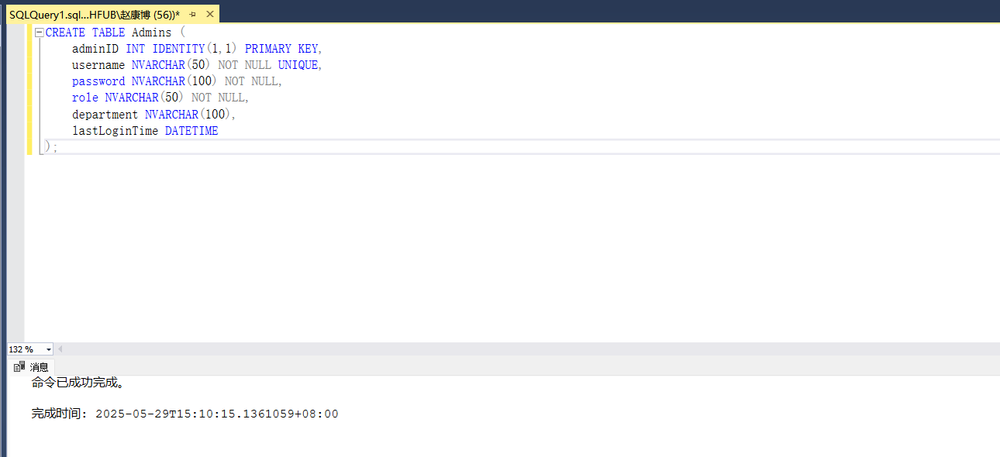 SQLQuery1.sql...HFUB\赵康博 (56))*
CREATE TABLE Admins (
adminID INT IDENTITY(1,1) PRIMARY KEY,
username NVARCHAR(50) NOT NULL UNIQUE,
password NVARCHAR(100) NOT NULL,
role NVARCHAR(50) NOT NULL,
department NVARCHAR(100),
lastLoginTime DATETIME
);
132 %
消息
命令已成功完成。
完成时间: 2025-05-29T15:10:15.1361059+08:00